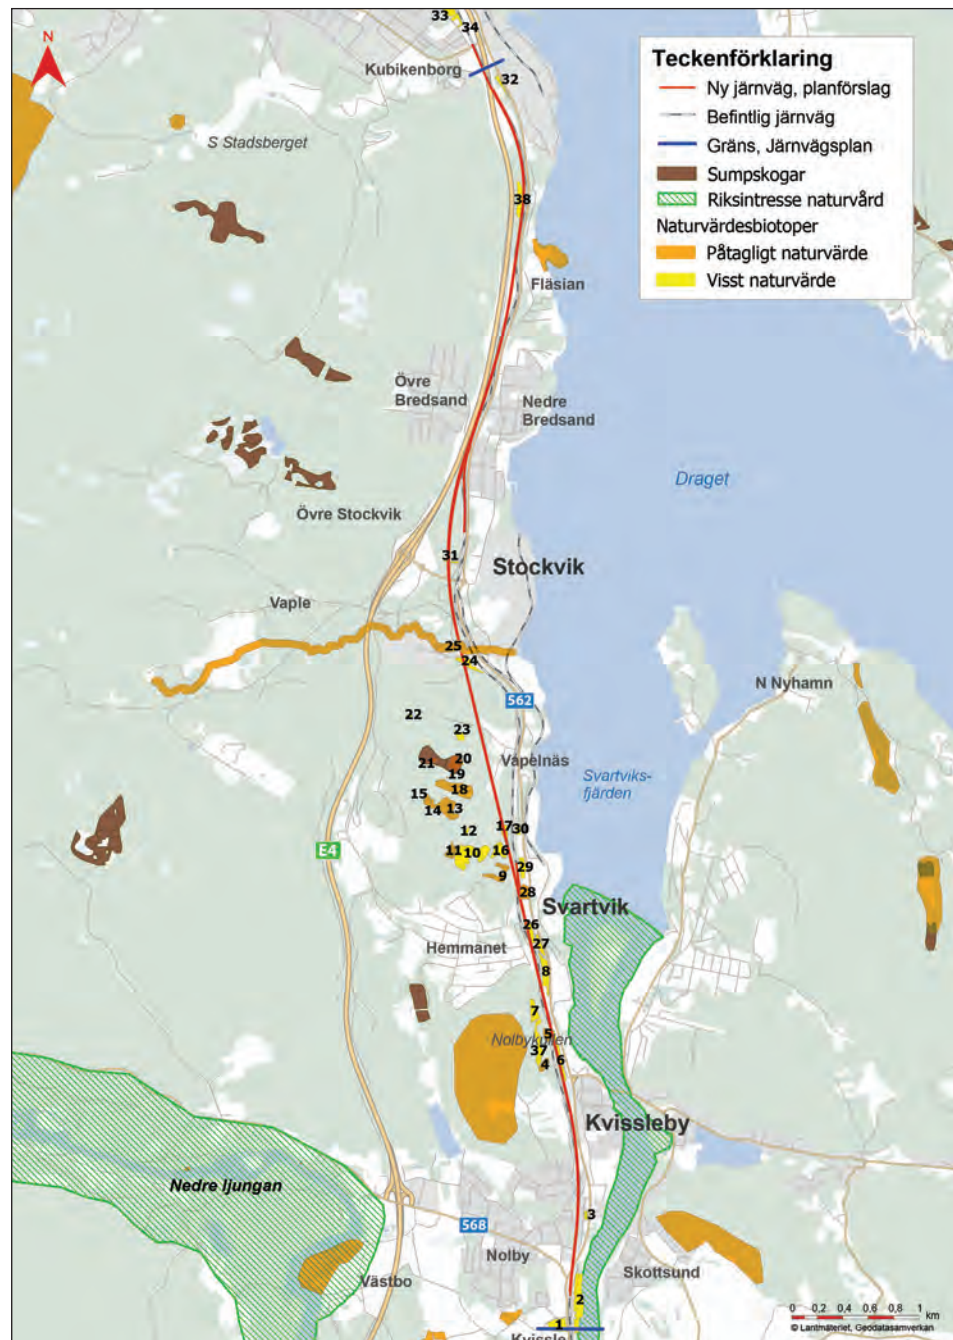 N
33
34
Kubikenborg
32
S Stadsberget
Teckenförklaring
Ny järnväg, planförslag
Befintlig järnväg
Gräns, Järnvägsplan
Sumpskogar
Riksintresse naturvård
Naturvärdesbiotoper
Påtagligt naturvärde
Visst naturvärde
38
Fläsian
Övre
Bredsand
Nedre
Bredsand
Draget
Övre Stockvik
31
Stockvik
Vaple
25
24
N Nyhamn
562
22
23
Vapelnäs
21
20
19
Svartviks-
fjärden
18
15
14
13
17
30
12
E4
11
10
16
29
9
28
Svartvik
26
Hemmanet
27
8
7
5
Nolbykullen
37
6
4
Kvissleby
Nedre ljungan
3
568
Nolby
Skottsund
Västbo
2
1
Kvissle
0 0,2 0,4 0,6 0,8 1
km
© Lantmäteriet, Geodatasamverkan